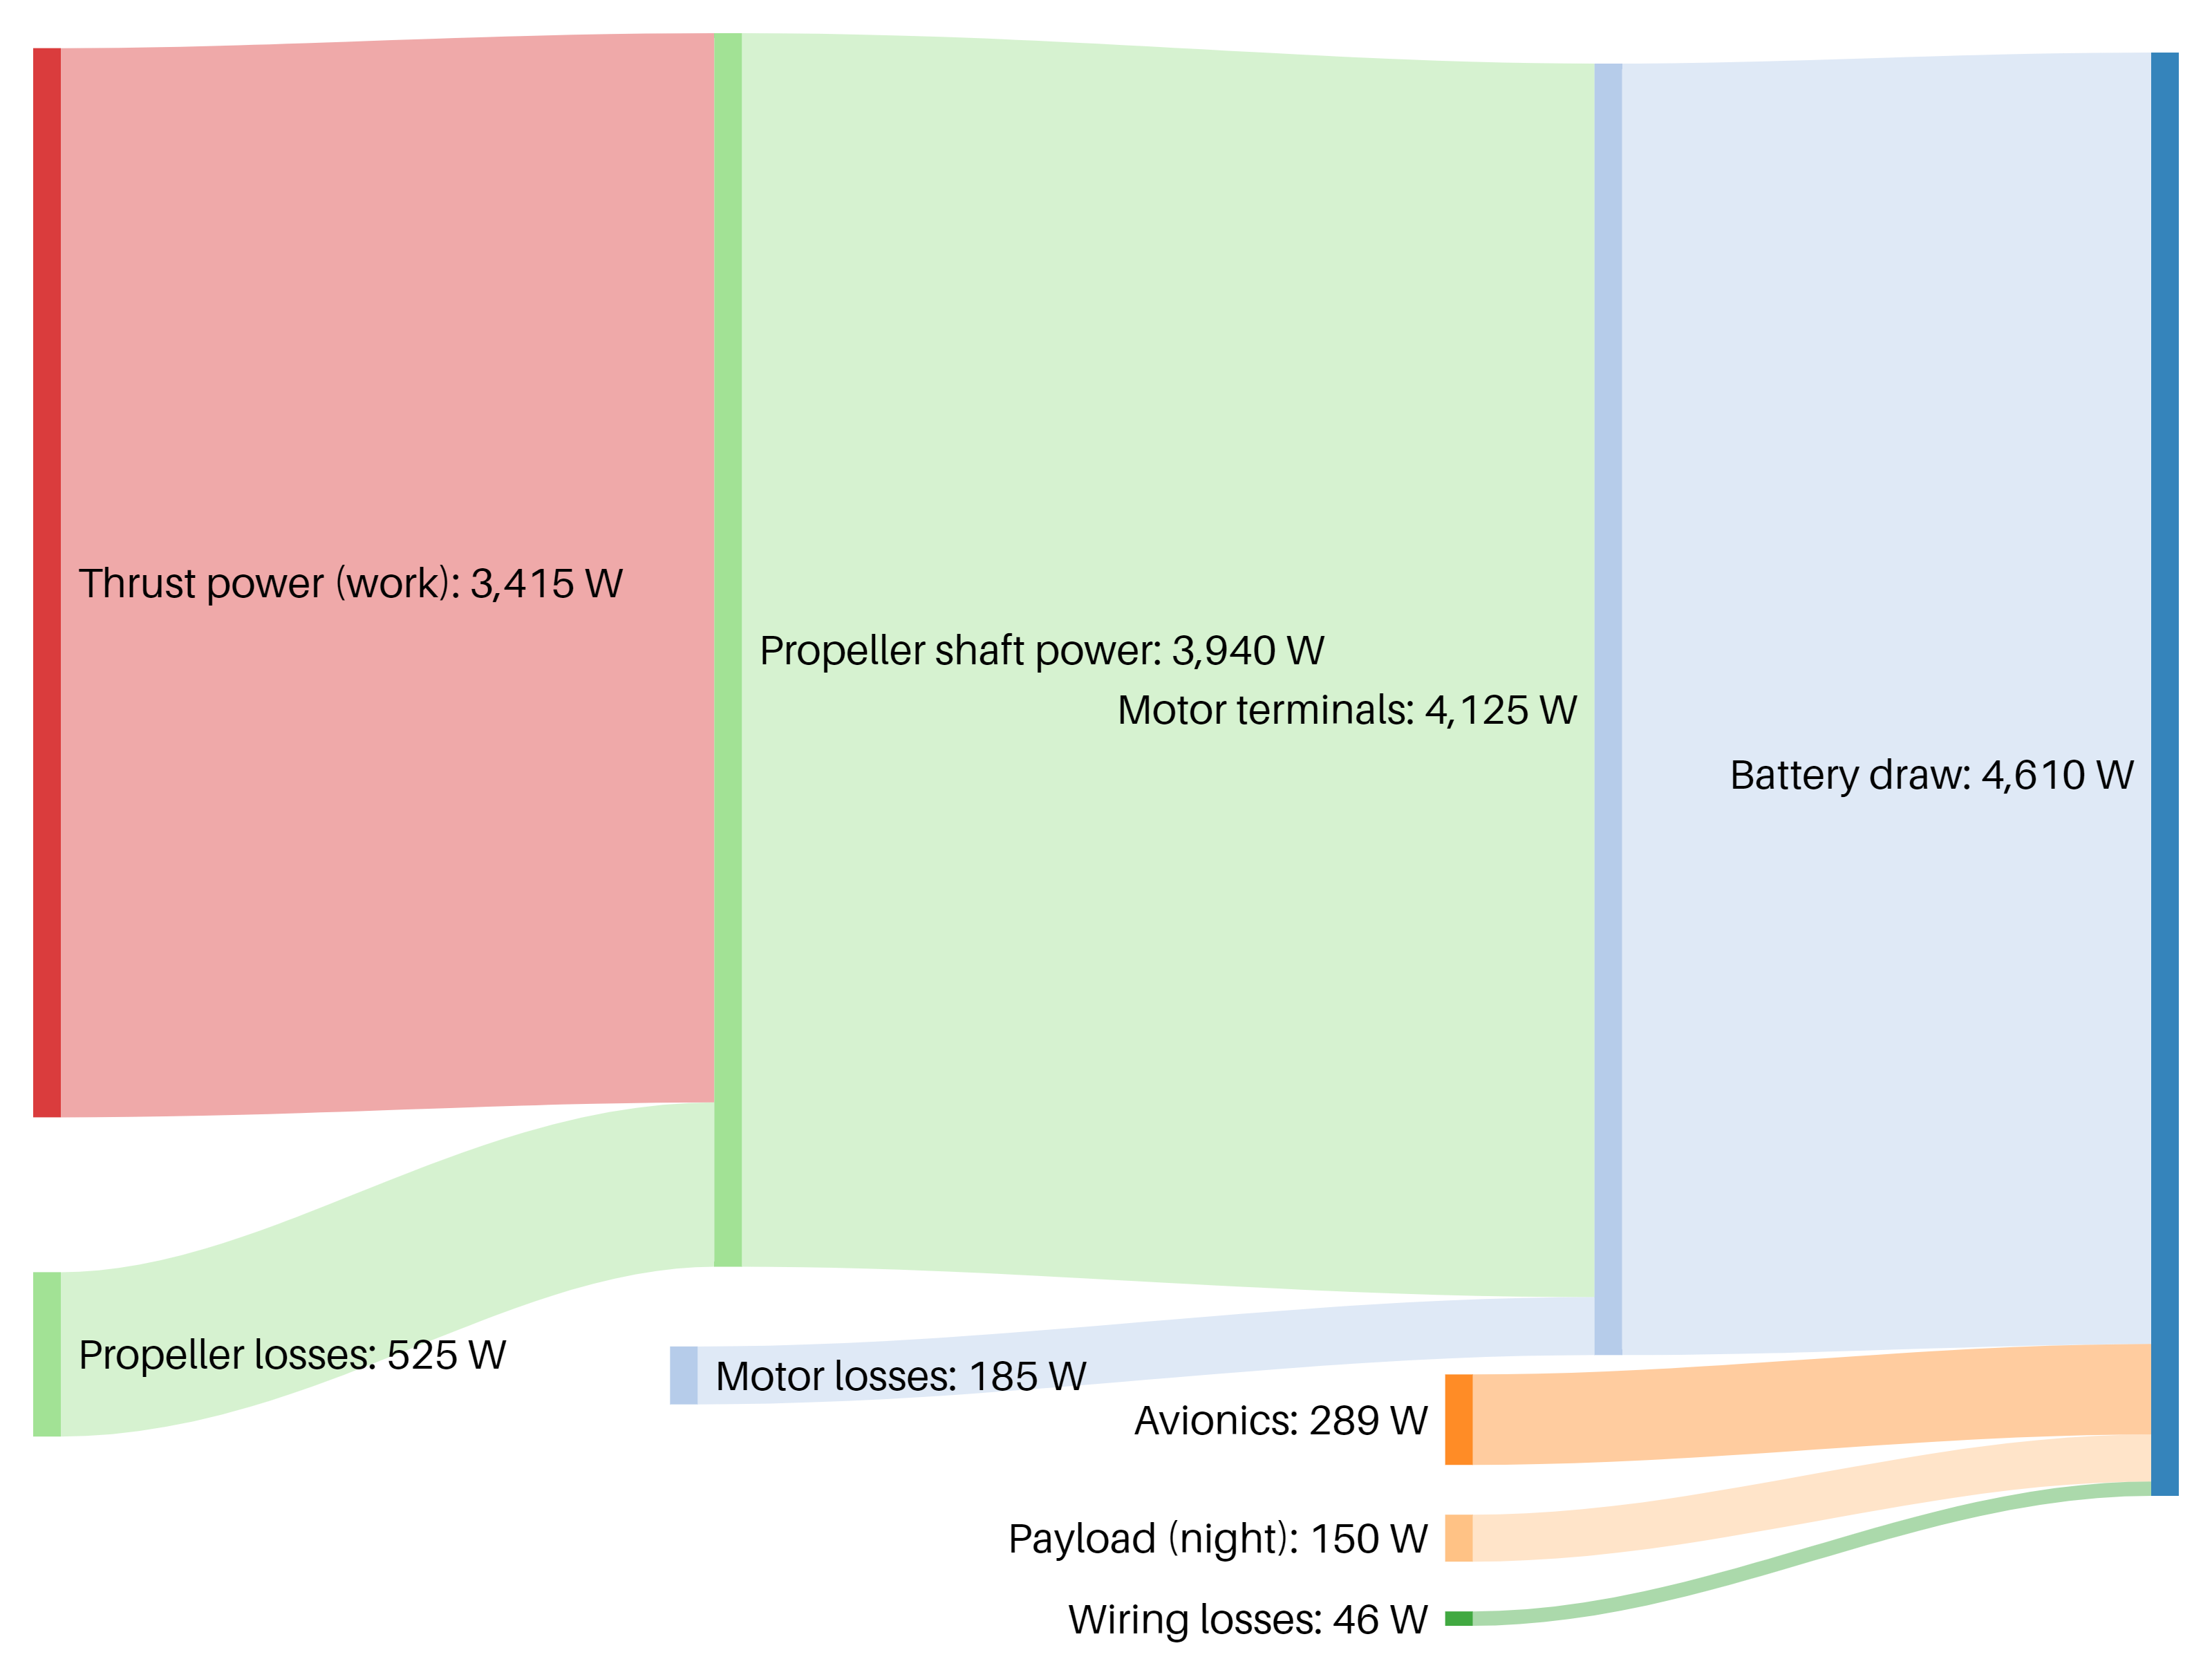 Thrust power (work): 3,415 W
Propeller shaft power: 3,940 W
Motor terminals: 4,125 W
Battery draw: 4,610 W
Propeller losses: 525 W
Motor losses: 185 W
Avionics: 289 W
Payload (night): 150 W
Wiring losses: 46 W